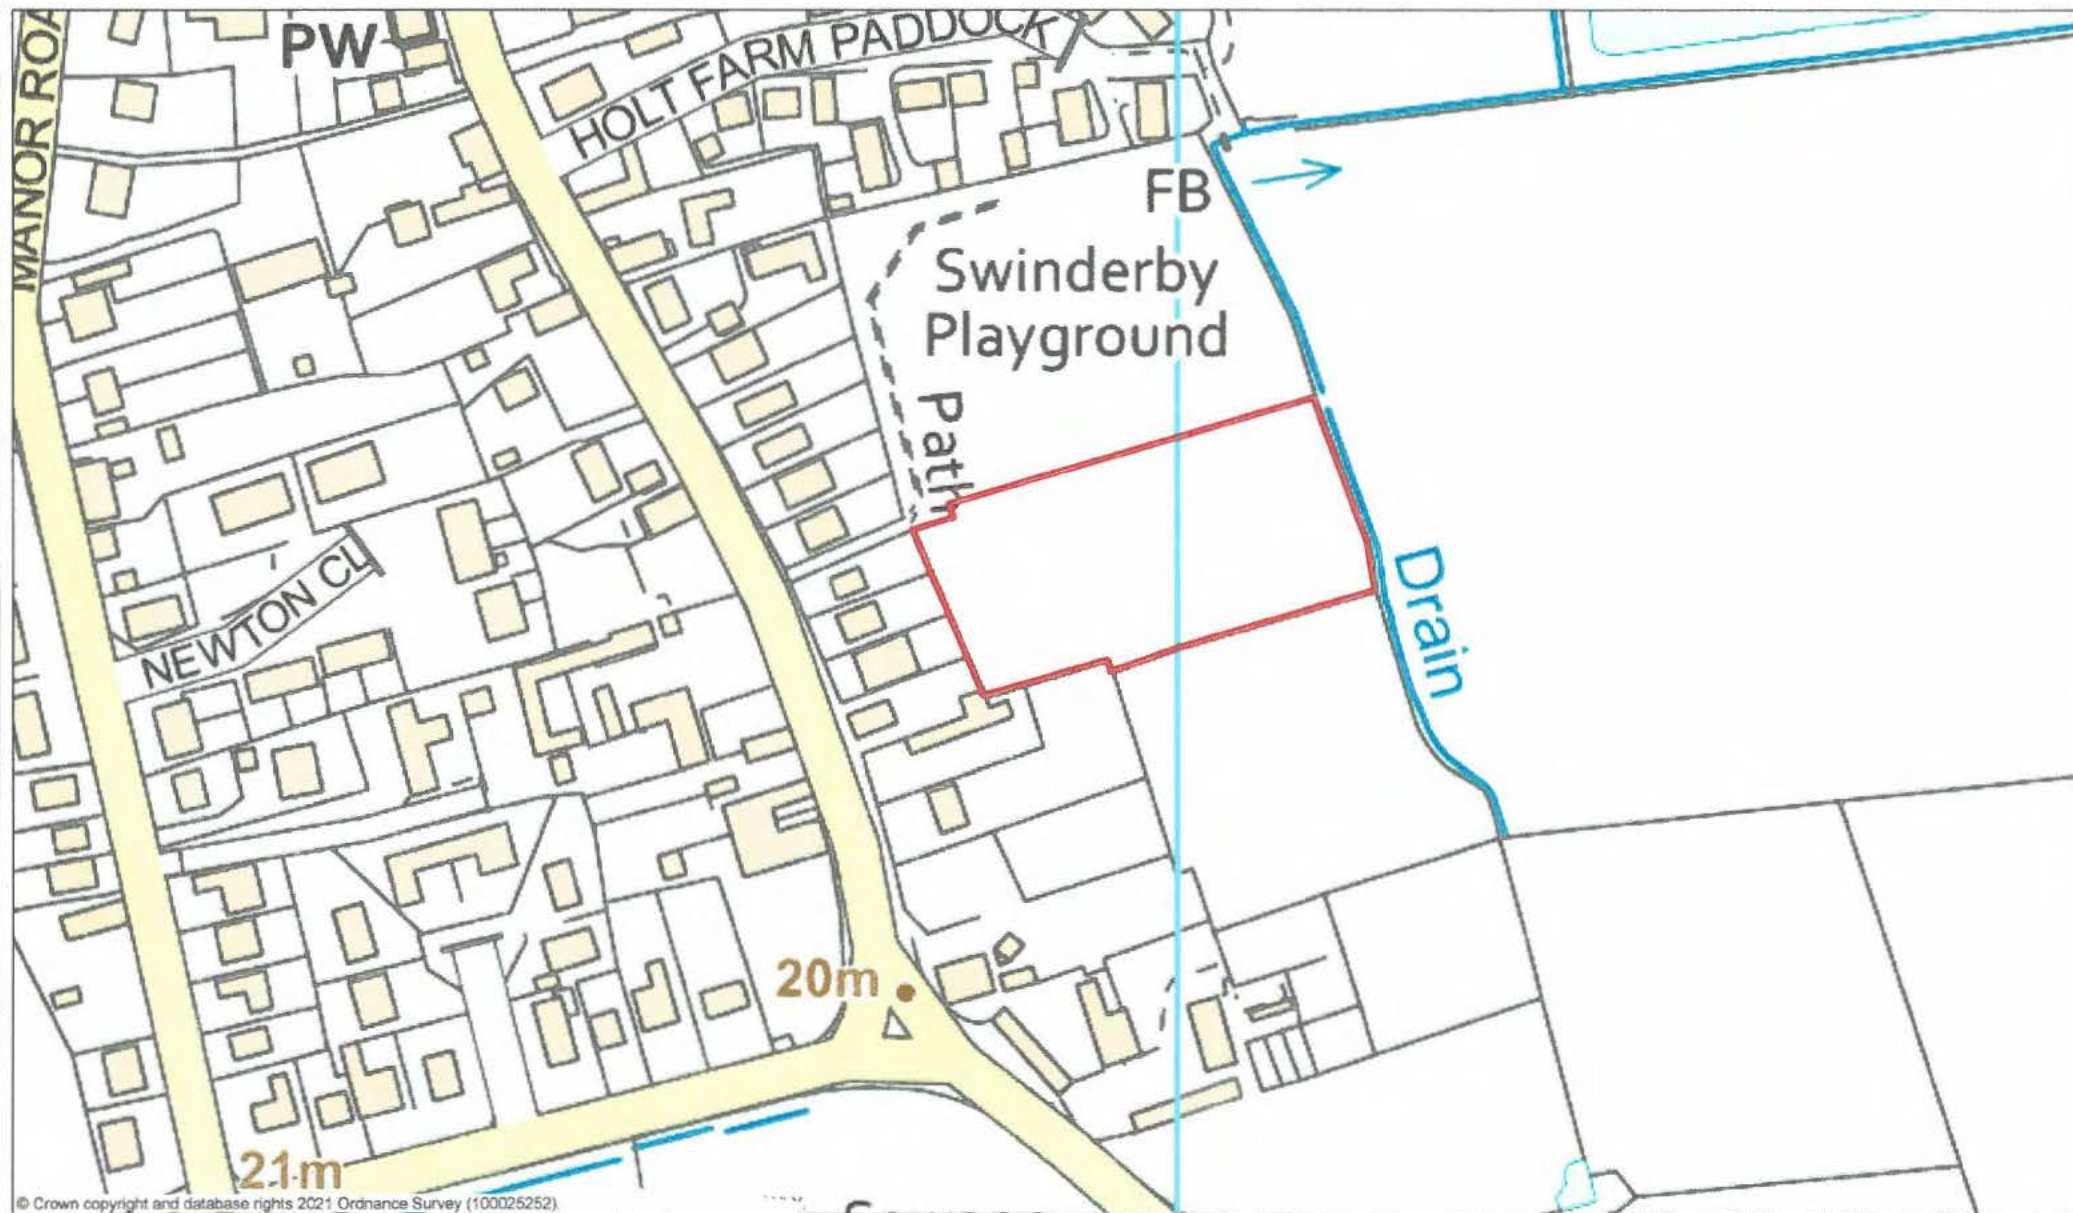 MANOR ROA
PW
HOLT FARM PADDOCK
FB
Swinderby
Playground
Path
Drain
NEWTON CL
20m
21m
© Crown copyright and database rights 2021 Ordnance Survey (100025252)